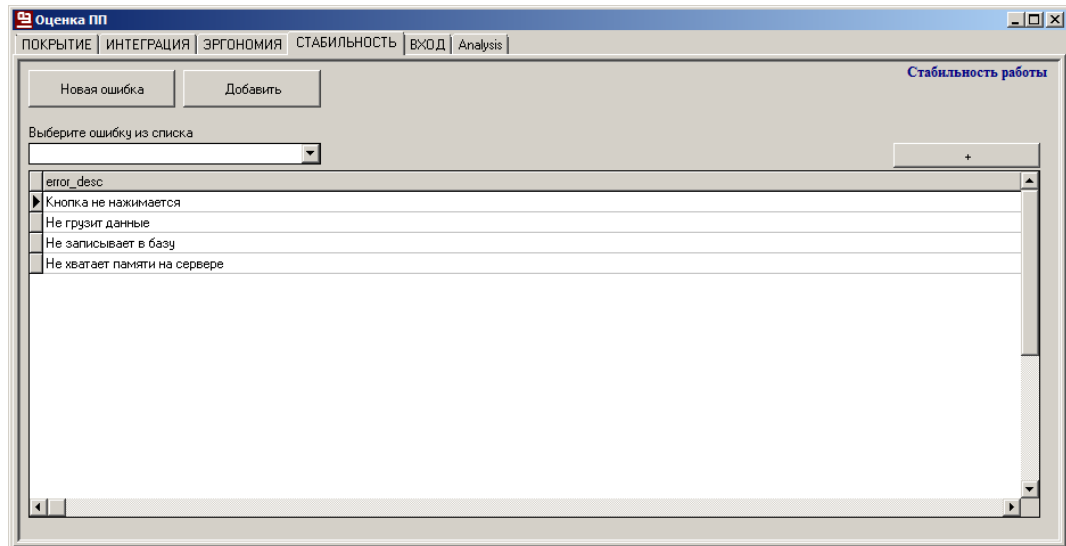 Оценка ПП
ПОКРЫТИЕ ИНТЕГРАЦИЯ ЭРГОНОМИЯ СТАБИЛЬНОСТЬ ВХОД Analysis
Стабильность работы
Новая ошибка Добавить
Выберите ошибку из списка
+
error_desc
Кнопка не нажимается
Не грузит данные
Не записывает в базу
Не хватает памяти на сервере